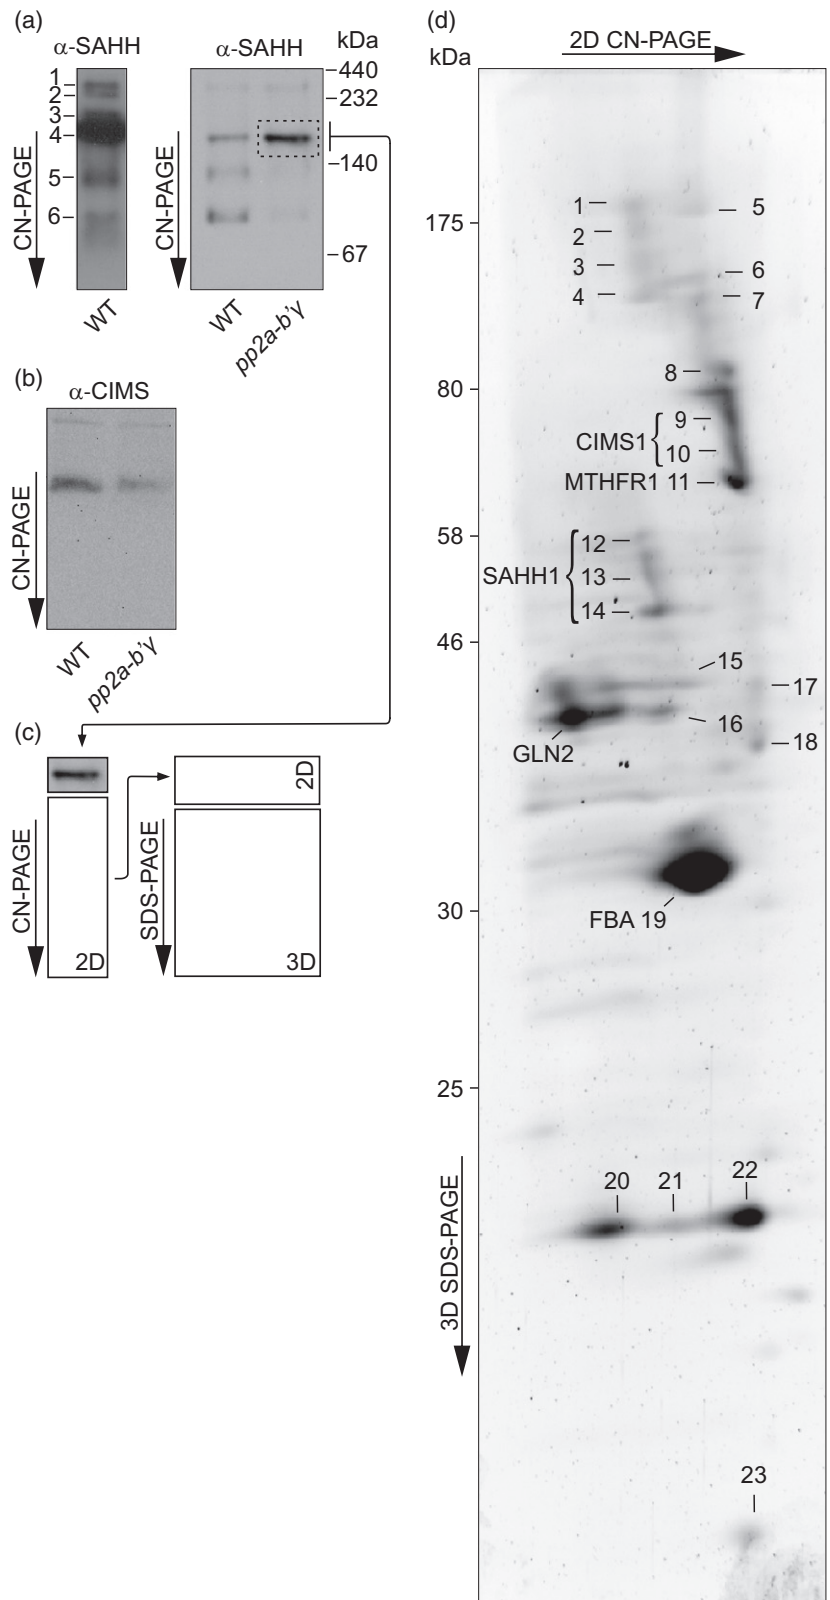 (a)
α-SAHH
1
2
3
4
5
6
CN-PAGE
WT
α-SAHH
kDa
440
232
140
67
CN-PAGE
WT
pp2a-b'γ
(b)
α-CIMS
CN-PAGE
WT
pp2a-b'γ
(c)
CN-PAGE
2D
2D
SDS-PAGE
3D
(d)
2D CN-PAGE
kDa
175
80
58
46
30
25
3D SDS-PAGE
1
2
3
4
5
6
7
8
CIMS1
9
10
MTHFR1 11
SAHH1
12
13
14
15
16
17
18
GLN2
FBA 19
20
21
22
23